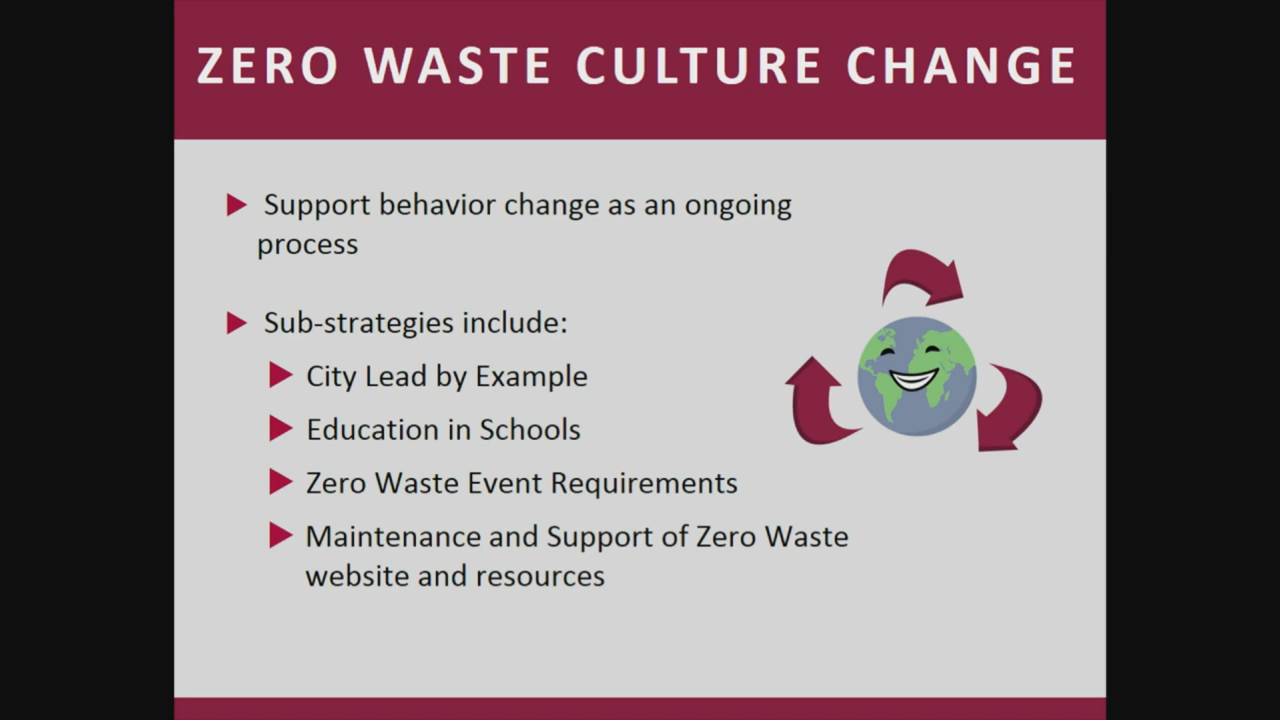 ZERO WASTE CULTURE CHANGE
Support behavior change as an ongoing
process
Sub-strategies include:
City Lead by Example
Education in Schools
Zero Waste Event Requirements
Maintenance and Support of Zero Waste
website and resources